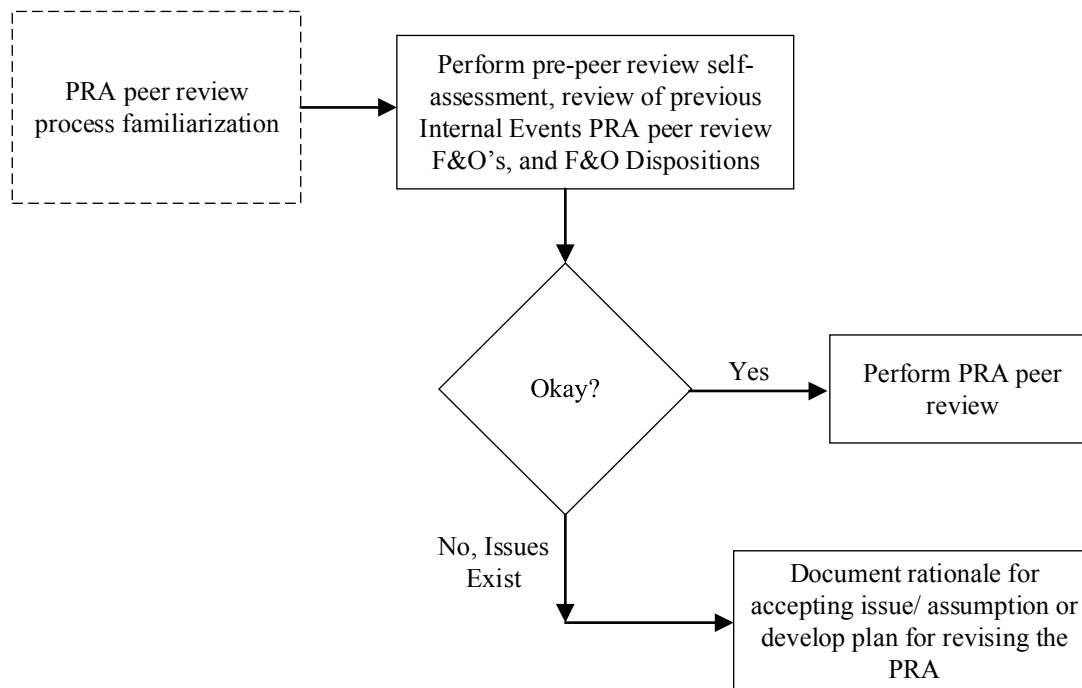 PRA peer review
process familiarization
Perform pre-peer review self-
assessment, review of previous
Internal Events PRA peer review
F&O's, and F&O Dispositions
Okay?
Yes
Perform PRA peer
review
No, Issues
Exist
Document rationale for
accepting issue/ assumption or
develop plan for revising the
PRA